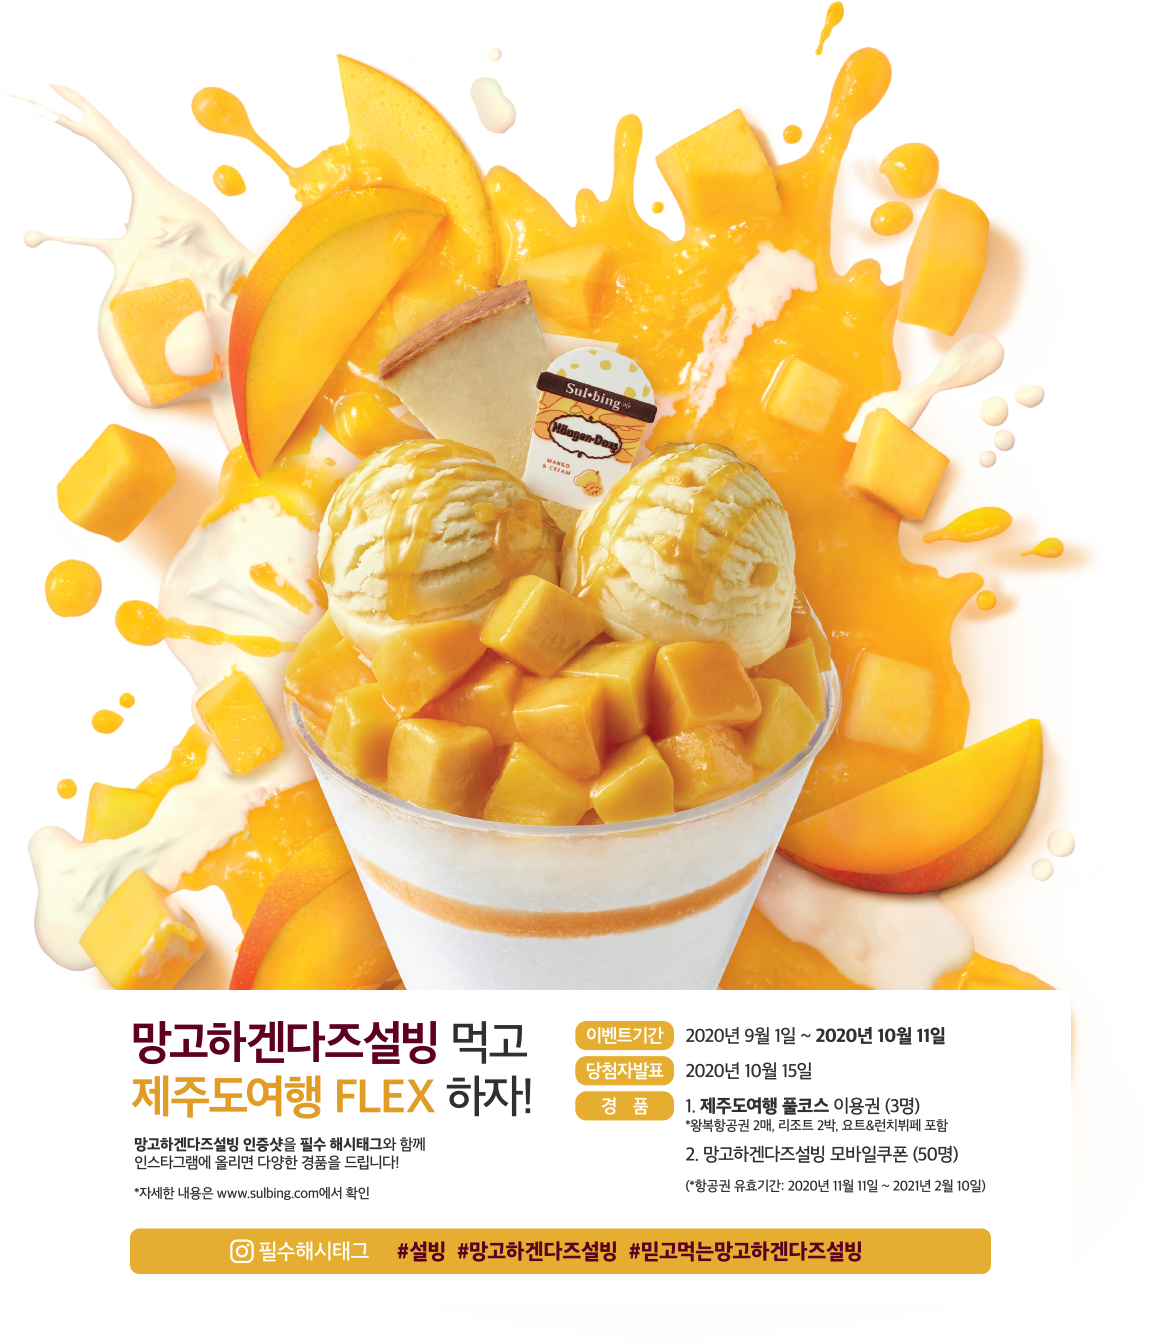 Sul•bing
Häagen-Dazs
MANGO
& CREAM
망고하겐다즈설빙 먹고
제주도여행 FLEX 하자!
망고하겐다즈설빙 인증샷을 필수 해시태그와 함께
인스타그램에 올리면 다양한 경품을 드립니다!
*자세한 내용은 www.sulbing.com에서 확인
이벤트기간 2020년 9월 1일 ~ 2020년 10월 11일
당첨자발표 2020년 10월 15일
경 품 1. 제주도여행 풀코스 이용권 (3명)
*왕복항공권 2매, 리조트 2박, 요트&런치뷔페 포함
2. 망고하겐다즈설빙 모바일쿠폰 (50명)
(*항공권 유효기간: 2020년 11월 11일 ~ 2021년 2월 10일)
필수해시태그 #설빙 #망고하겐다즈설빙 #믿고먹는망고하겐다즈설빙